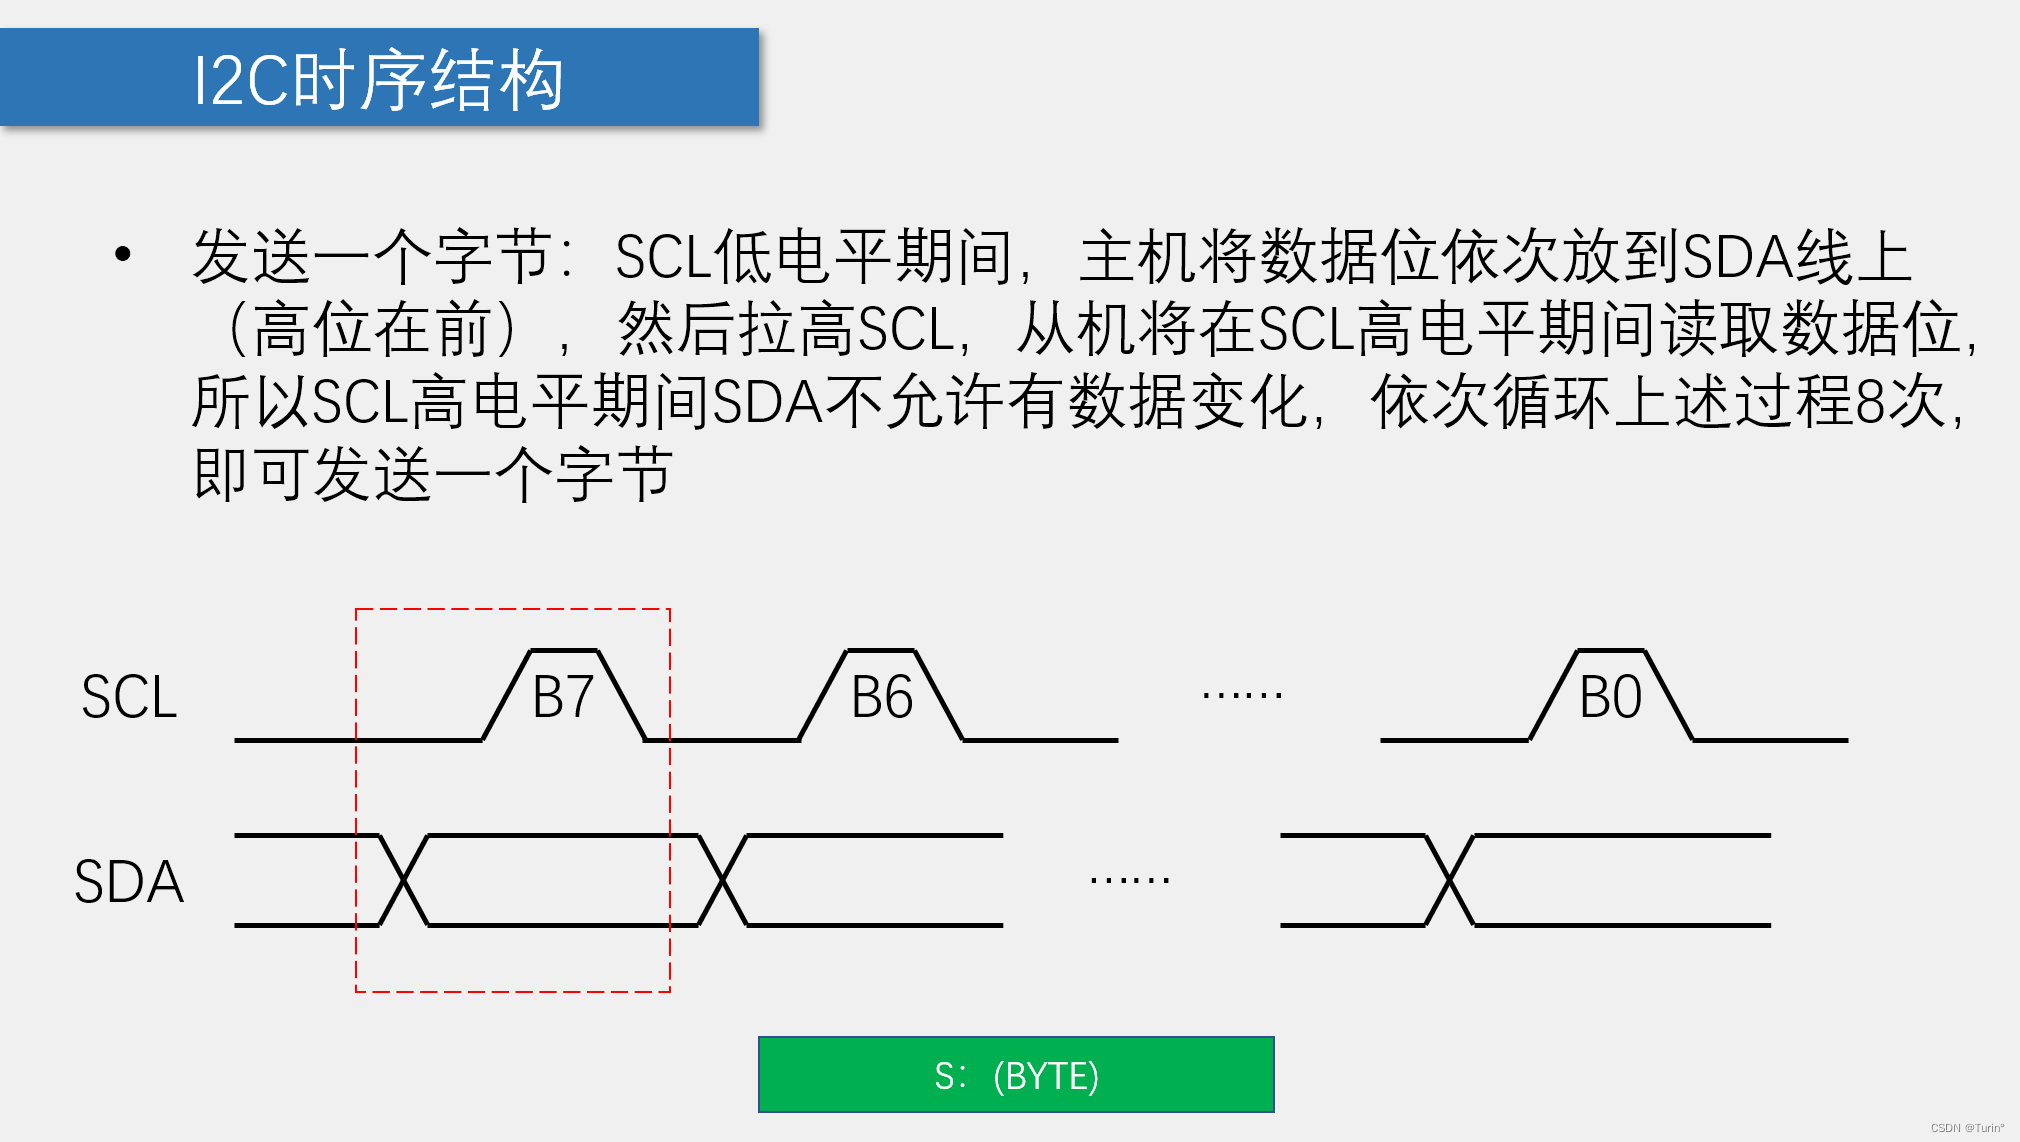 I2C时序结构
• 发送一个字节：SCL低电平期间，主机将数据位依次放到SDA线上
（高位在前），然后拉高SCL，从机将在SCL高电平期间读取数据位，
所以SCL高电平期间SDA不允许有数据变化，依次循环上述过程8次，
即可发送一个字节
SCL B7 B6 …… B0
SDA ……
S：(BYTE)
CSDN @Turin°